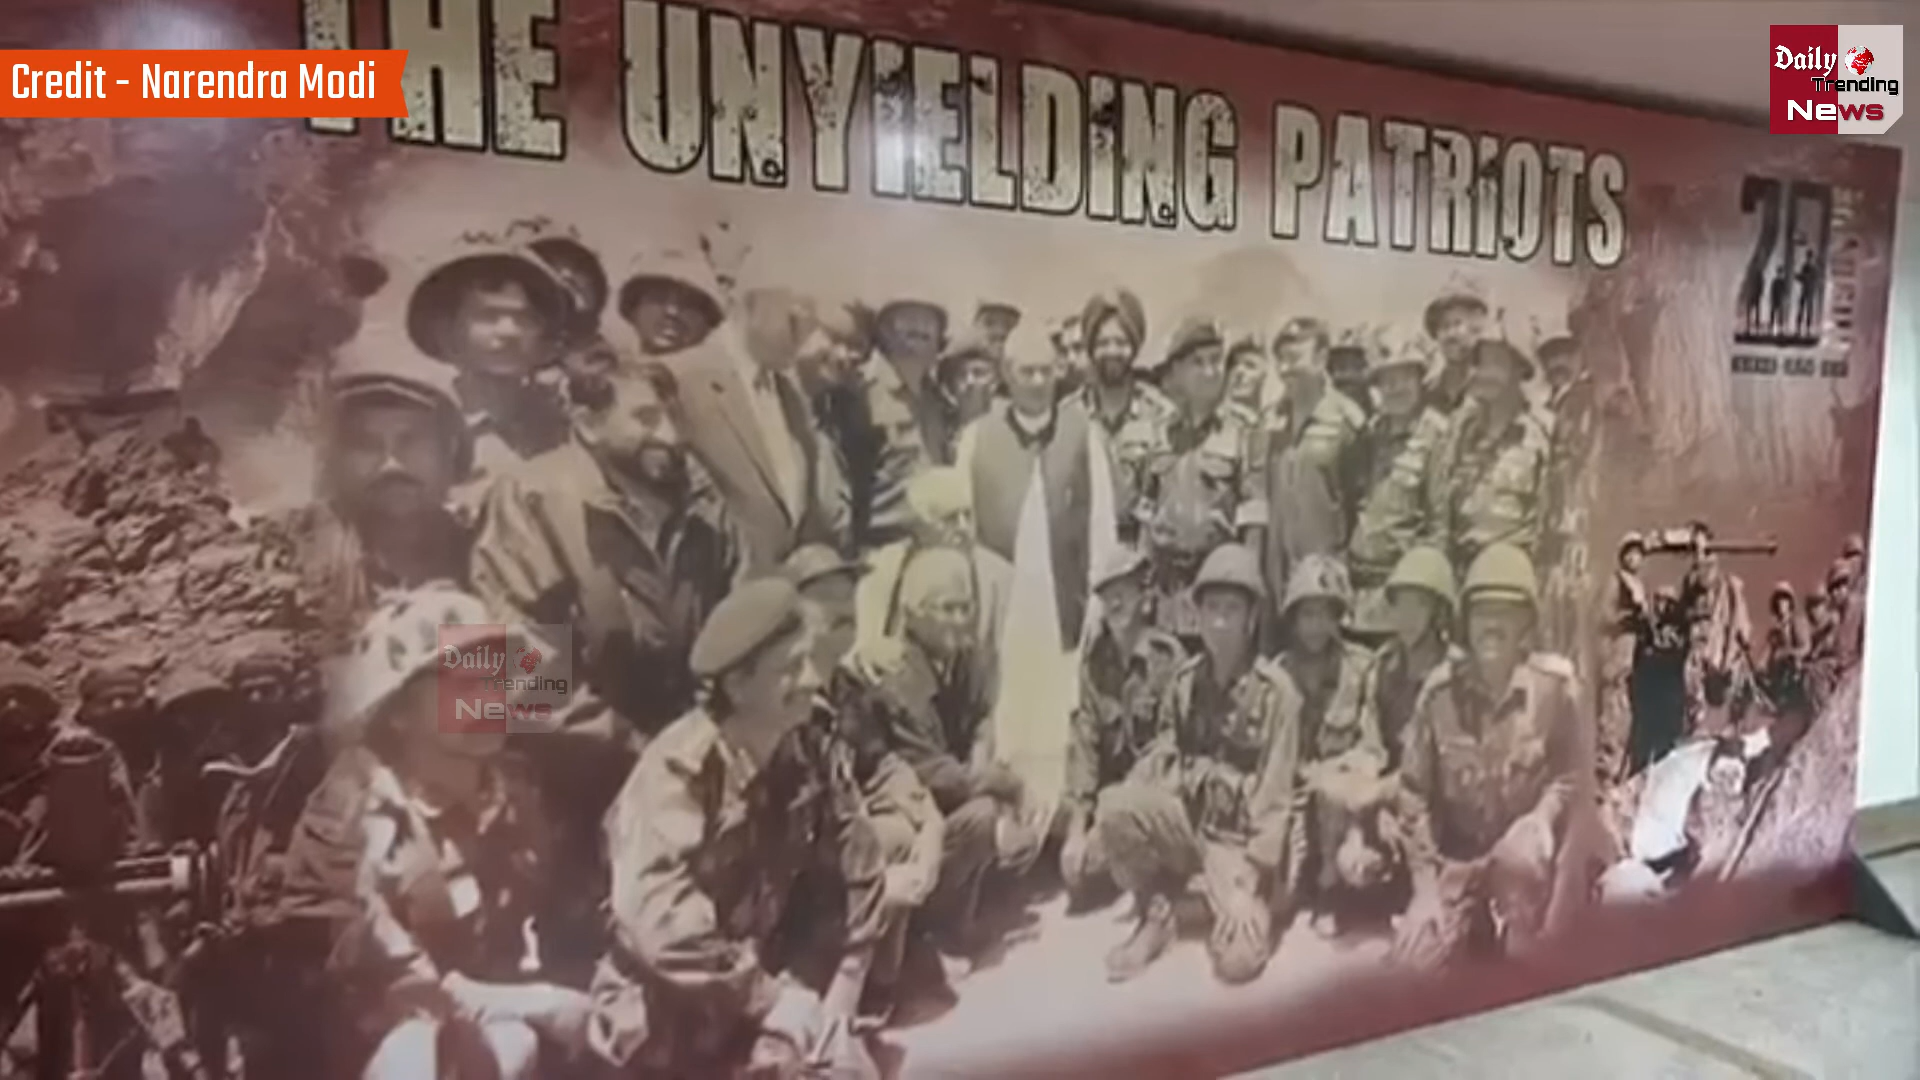 THE UNYIELDING PATRIOTS
Credit - Narendra Modi
Daily
Trending
News
Daily
Trending
News